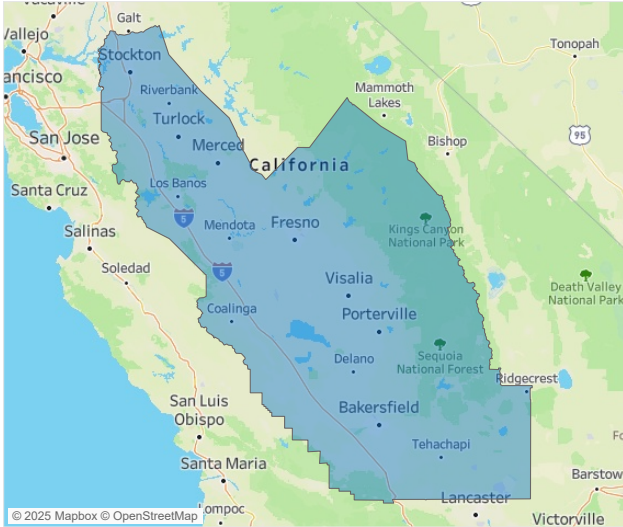 Vacaville
Galt
Vallejo
Stockton
Tonopah
ancisco
Riverbank
Mammoth
Lakes
95
Turlock
San Jose
Merced
Bishop
California
Los Banos
Santa Cruz
5
Mendota
Fresno
Salinas
Kings Canyon
National Park
Soledad
5
Visalia
Death Valley
National Park
Coalinga
Porterville
Delano
Sequoia
National Forest
Ridgecrest
San Luis
Obispo
Bakersfield
Fo
Tehachapi
Santa Maria
Barstow
Lancaster
Lompoc
© 2025 Mapbox © OpenStreetMap
Victorville